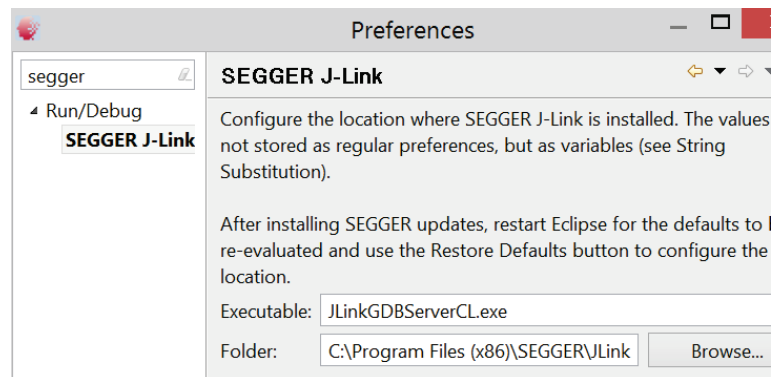 Preferences
segger
Run/Debug
SEGGER J-Link
SEGGER J-Link
Configure the location where SEGGER J-Link is installed. The values
not stored as regular preferences, but as variables (see String
Substitution).
After installing SEGGER updates, restart Eclipse for the defaults to
re-evaluated and use the Restore Defaults button to configure the
location.
Executable: JLinkGDBServerCL.exe
Folder: C:\Program Files (x86)\SEGGER\JLink Browse...